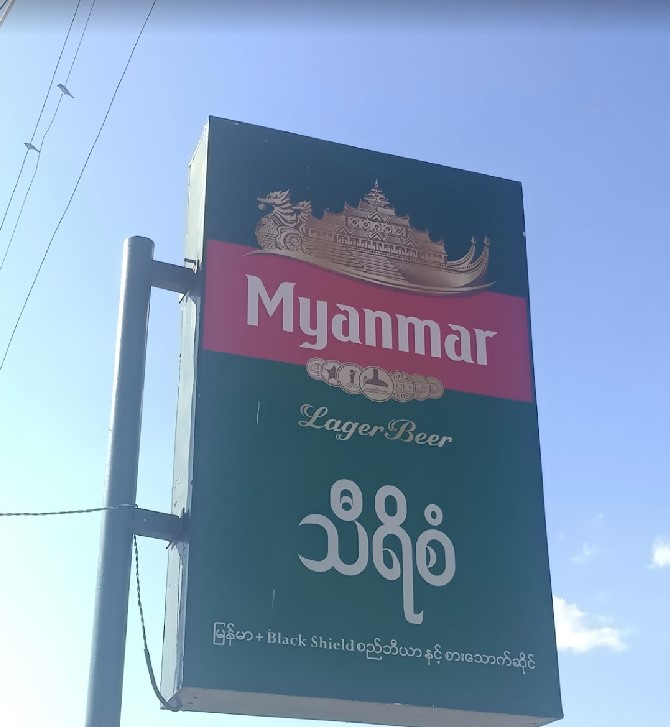 Myanmar
Lager Beer
သီရိစံ
မြန်မာ + Black Shield စည်ဘီယာ နှင့် စားသောက်ဆိုင်